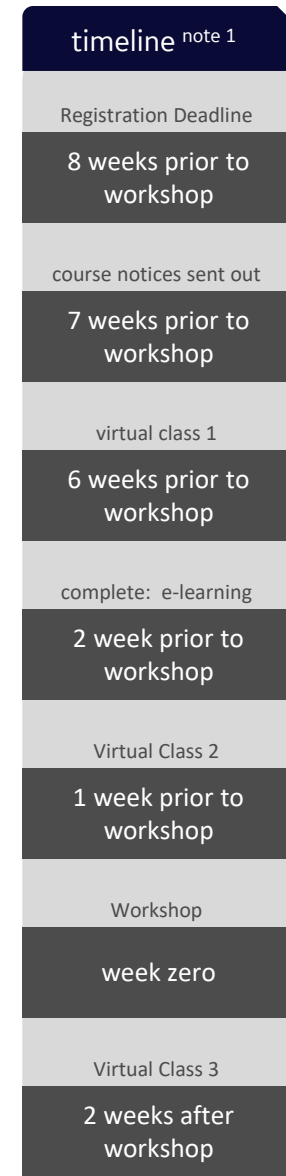 timeline note 1
Registration Deadline
8 weeks prior to
workshop
course notices sent out
7 weeks prior to
workshop
virtual class 1
6 weeks prior to
workshop
complete: e-learning
2 week prior to
workshop
Virtual Class 2
1 week prior to
workshop
Workshop
week zero
Virtual Class 3
2 weeks after
workshop